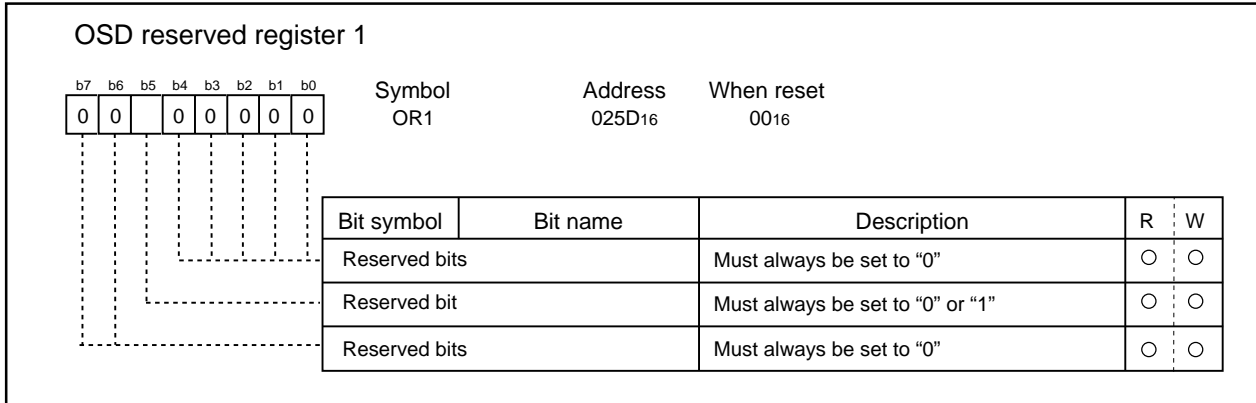 OSD reserved register 1
b7 b6 b5 b4 b3 b2 b1 b0
0 0 0 0 0 0 0
Symbol Address When reset
OR1 025D16 0016
Bit symbol Bit name Description R W
Reserved bits Must always be set to “0”
Reserved bit Must always be set to “0” or “1”
Reserved bits Must always be set to “0”